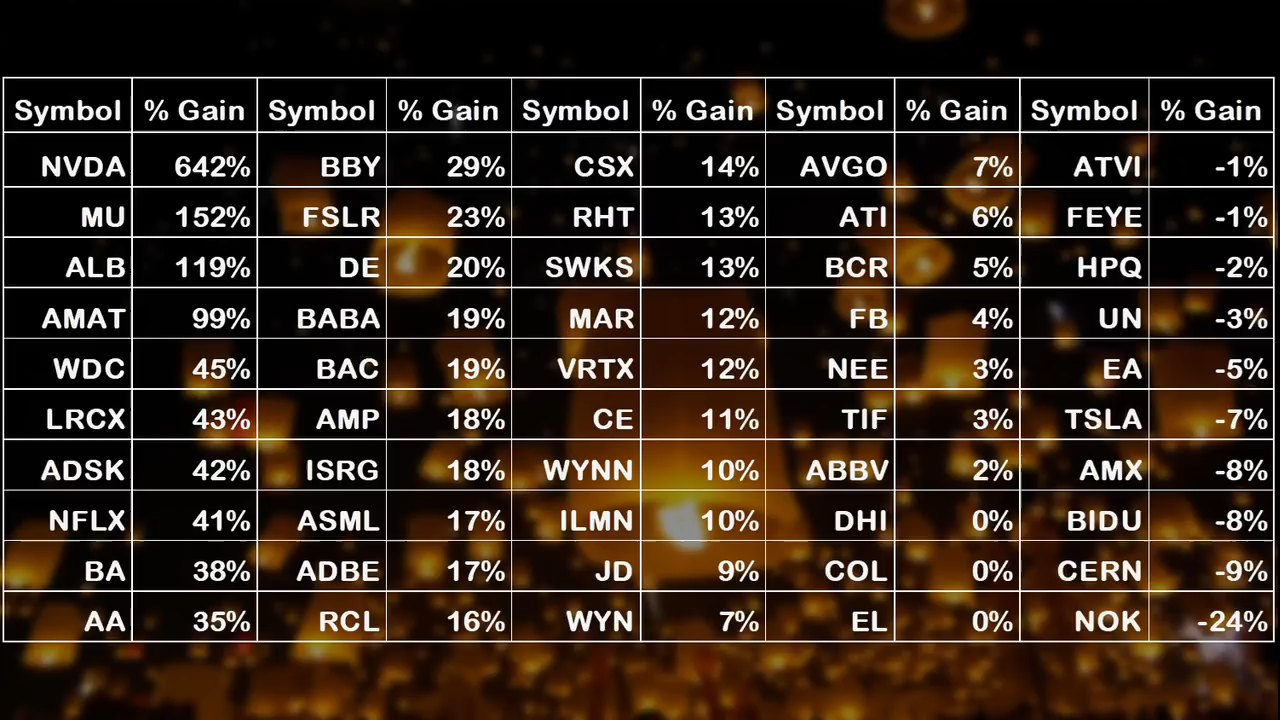 Symbol % Gain Symbol % Gain Symbol % Gain Symbol % Gain Symbol % Gain
NVDA 642% BBY 29% CSX 14% AVGO 7% ATVI -1%
MU 152% FSLR 23% RHT 13% ATI 6% FEYE -1%
ALB 119% DE 20% SWKS 13% BCR 5% HPQ -2%
AMAT 99% BABA 19% MAR 12% FB 4% UN -3%
WDC 45% BAC 19% VRTX 12% NEE 3% EA -5%
LRCX 43% AMP 18% CE 11% TIF 3% TSLA -7%
ADSK 42% ISRG 18% WYNN 10% ABBV 2% AMX -8%
NFLX 41% ASML 17% ILMN 10% DHI 0% BIDU -8%
BA 38% ADBE 17% JD 9% COL 0% CERN -9%
AA 35% RCL 16% WYN 7% EL 0% NOK -24%